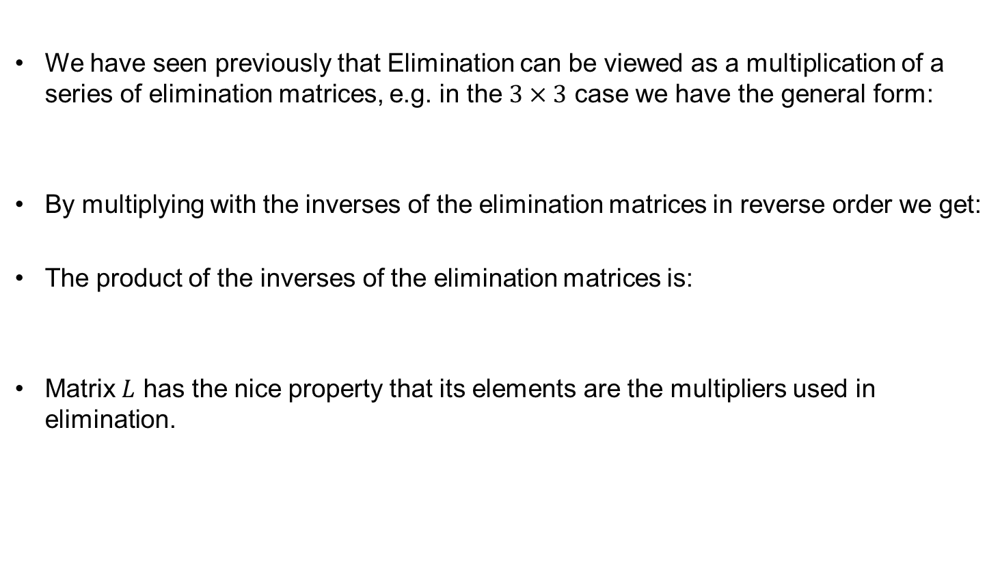 • We have seen previously that Elimination can be viewed as a multiplication of a
series of elimination matrices, e.g. in the 3 × 3 case we have the general form:
• By multiplying with the inverses of the elimination matrices in reverse order we get:
• The product of the inverses of the elimination matrices is:
• Matrix 𝐿 has the nice property that its elements are the multipliers used in
elimination.